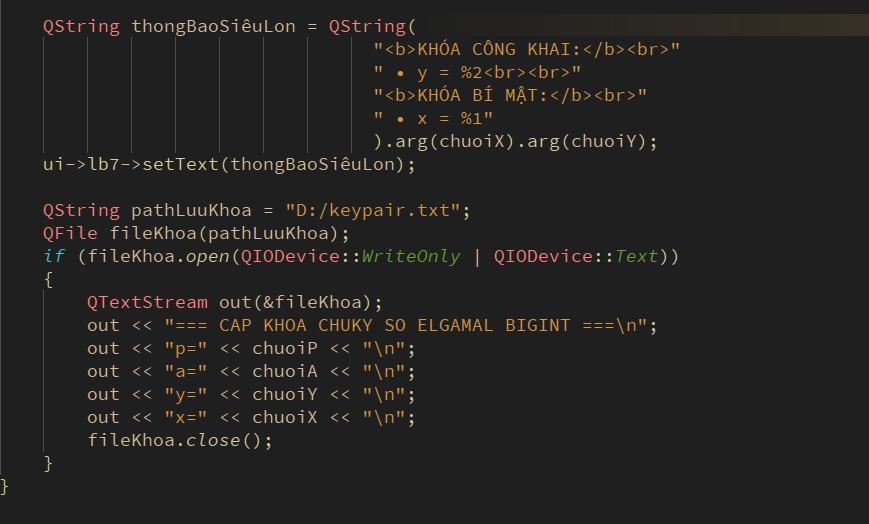 QString thongBaoSiêuLon = QString(
"<b>KHÓA CÔNG KHAI:</b><br>"
" • y = %2<br><br>"
"<b>KHÓA BÍ MẬT:</b><br>"
" • x = %1"
).arg(chuoiX).arg(chuoiY);
ui->lb7->setText(thongBaoSiêuLon);
QString pathLuuKhoa = "D:/keypair.txt";
QFile fileKhoa(pathLuuKhoa);
if (fileKhoa.open(QIODevice::WriteOnly | QIODevice::Text))
{
QTextStream out(&fileKhoa);
out << "=== CAP KHOA CHUKY SO ELGAMAL BIGINT ===\n";
out << "p=" << chuoiP << "\n";
out << "a=" << chuoiA << "\n";
out << "y=" << chuoiY << "\n";
out << "x=" << chuoiX << "\n";
fileKhoa.close();
}
}